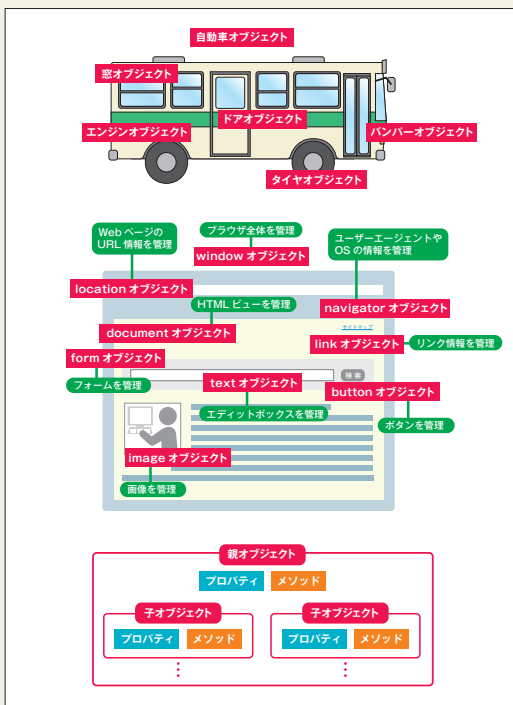 自動車オブジェクト
窓オブジェクト
ドアオブジェクト
エンジンオブジェクト
バンパーオブジェクト
タイヤオブジェクト
Web ページの
URL 情報を管理
ブラウザ全体を管理
window オブジェクト
ユーザーエージェントや
OS の情報を管理
location オブジェクト
HTML ビューを管理
navigator オブジェクト
document オブジェクト
サイトマップ
link オブジェクト
リンク情報を管理
form オブジェクト
フォームを管理
検 索
text オブジェクト
エディットボックスを管理
button オブジェクト
ボタンを管理
image オブジェクト
画像を管理
親オブジェクト
プロパティ メソッド
子オブジェクト
プロパティ メソッド
子オブジェクト
プロパティ メソッド